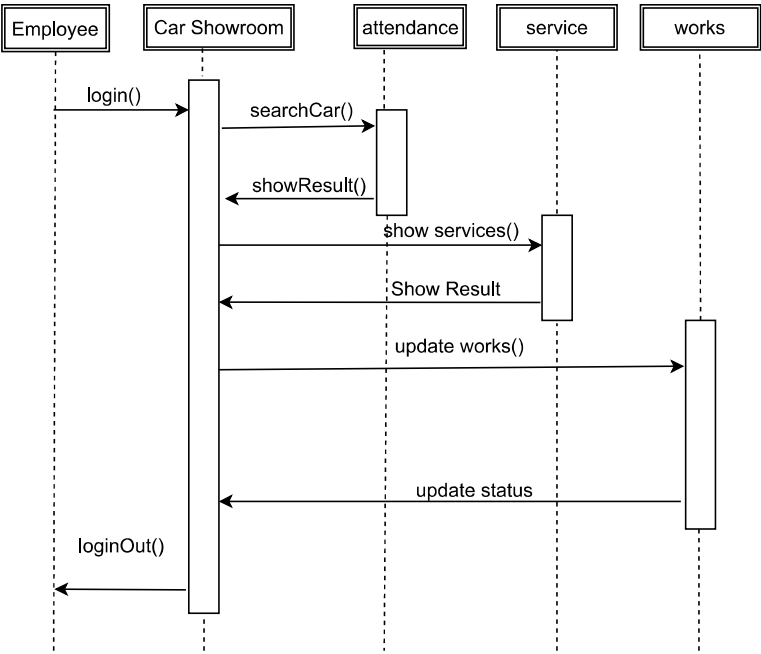 Employee
Car Showroom
attendance
service
works
login()
searchCar()
showResult()
show services()
Show Result
update works()
update status
loginOut()